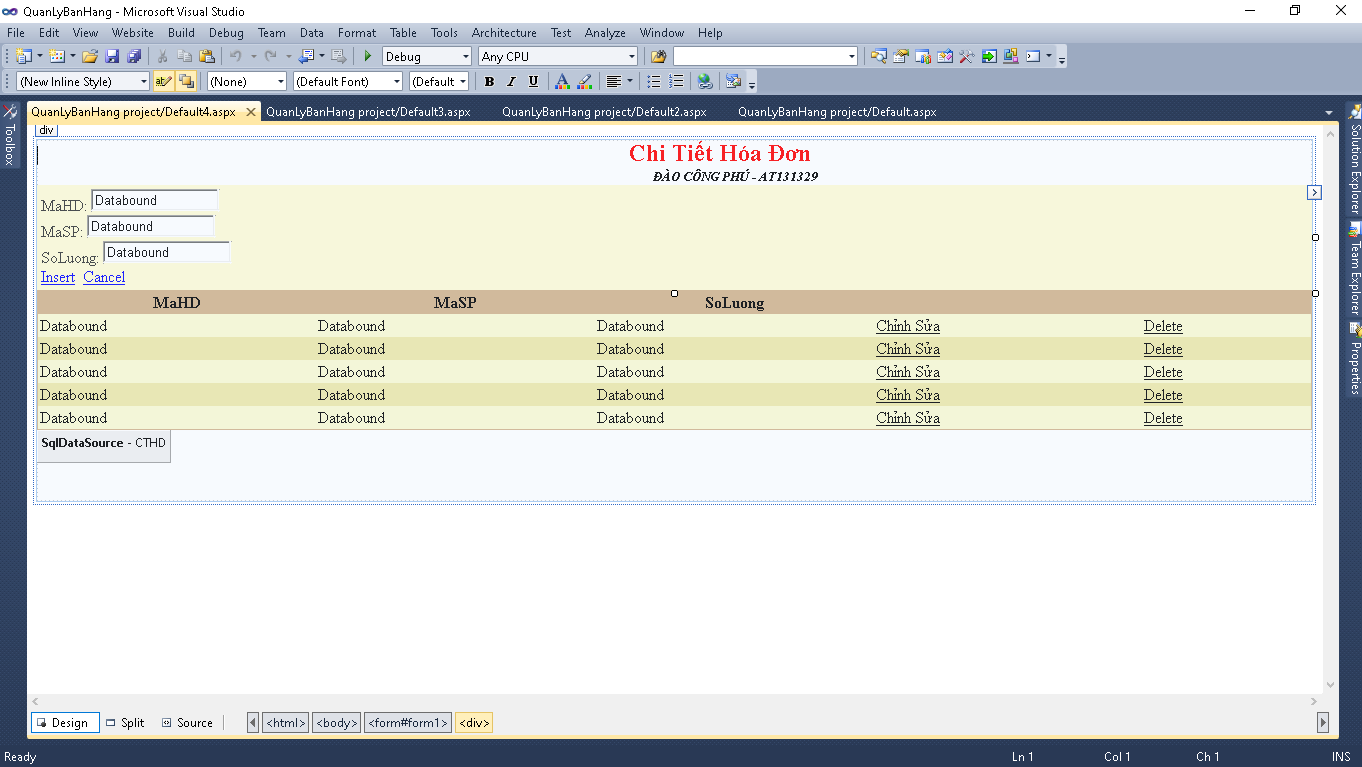 QuanLyBanHang - Microsoft Visual Studio
File Edit View Website Build Debug Team Data Format Table Tools Architecture Test Analyze Window Help
Debug Any CPU
(New Inline Style) ab (None) (Default Font) (Default B I U A
QuanLyBanHang project/Default4.aspx QuanLyBanHang project/Default3.aspx QuanLyBanHang project/Default2.aspx QuanLyBanHang project/Default.aspx
Toolbox
Solution Explorer
Team Explorer
Properties
div
Chi Tiết Hóa Đơn
ĐÀO CÔNG PHÚ - AT131329
MaHD: Databound
MaSP: Databound
SoLuong: Databound
Insert Cancel
MaHD MaSP SoLuong
Databound Databound Databound Chỉnh Sửa Delete
Databound Databound Databound Chỉnh Sửa Delete
Databound Databound Databound Chỉnh Sửa Delete
Databound Databound Databound Chỉnh Sửa Delete
Databound Databound Databound Chỉnh Sửa Delete
SqlDataSource - CTHD
Design Split Source <html> <body> <form#form1> <div>
Ready Ln 1 Col 1 Ch 1 INS